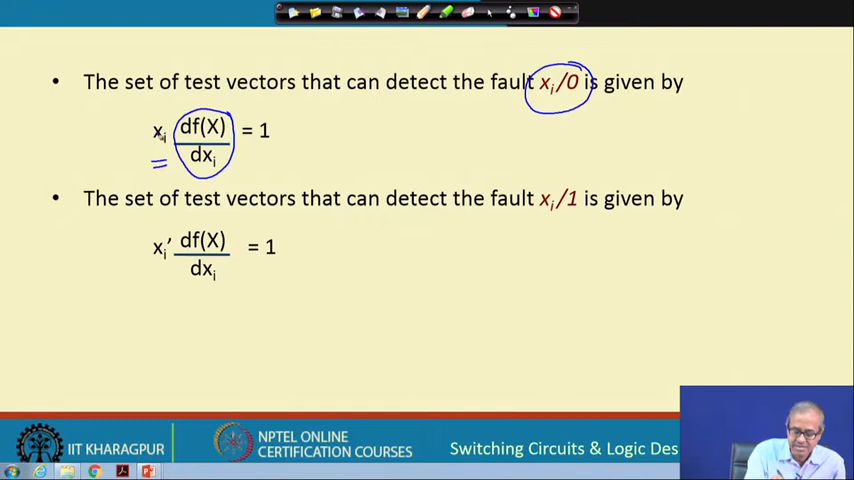 • The set of test vectors that can detect the fault xᵢ/0 is given by
xᵢ df(X)/dxᵢ = 1
• The set of test vectors that can detect the fault xᵢ/1 is given by
xᵢ′ df(X)/dxᵢ = 1
IIT KHARAGPUR
NPTEL ONLINE
CERTIFICATION COURSES
Switching Circuits & Logic Des